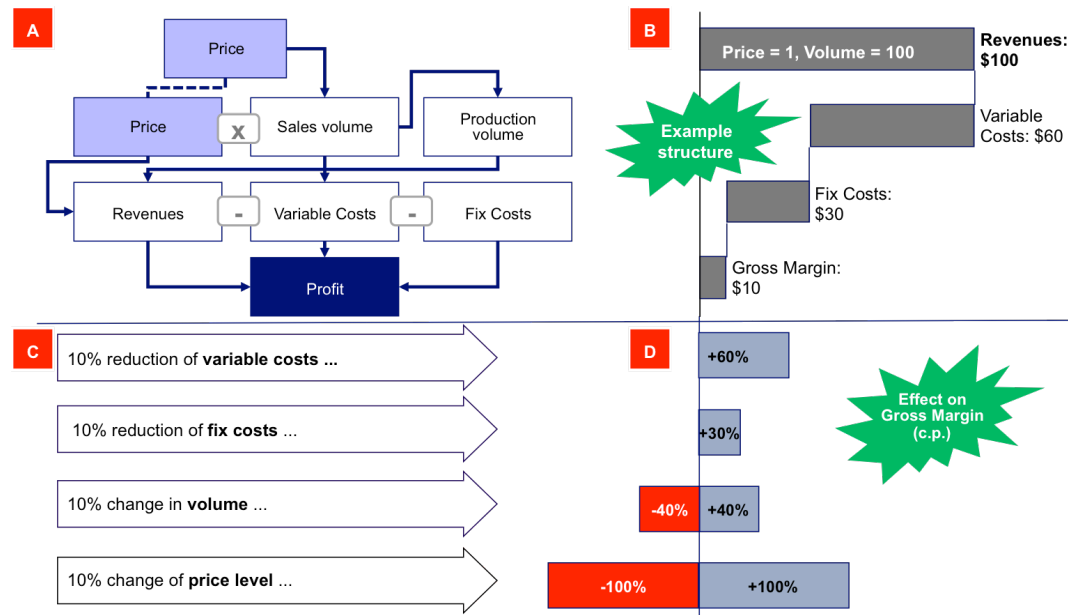 A
Price
Price
x
Sales volume
Production
volume
Revenues
-
Variable Costs
-
Fix Costs
Profit
B
Price = 1, Volume = 100
Revenues:
$100
Example
structure
Variable
Costs: $60
Fix Costs:
$30
Gross Margin:
$10
C
10% reduction of variable costs ...
10% reduction of fix costs ...
10% change in volume ...
10% change of price level ...
D
+60%
Effect on
Gross Margin
(c.p.)
+30%
-40%
+40%
-100%
+100%